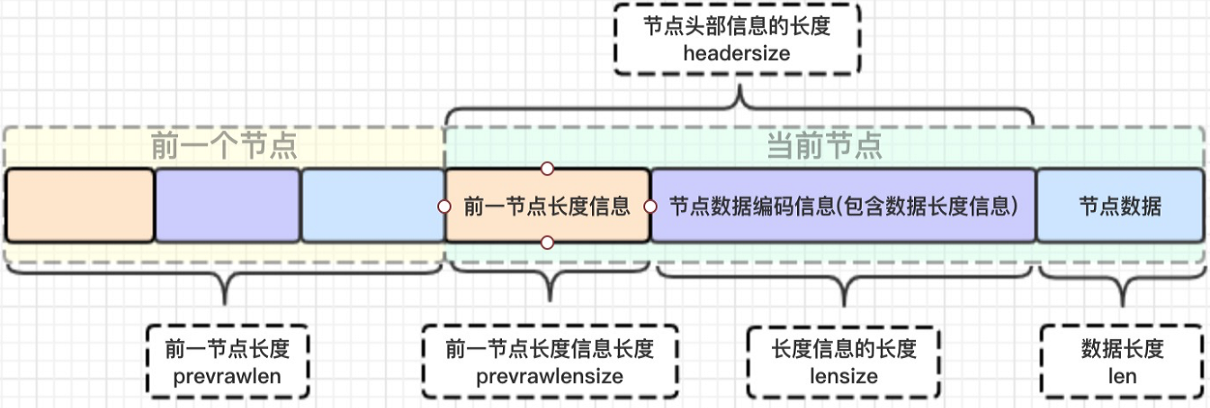 节点头部信息的长度
headersize
前一个节点
当前节点
前一节点长度信息
节点数据编码信息(包含数据长度信息)
节点数据
前一节点长度
prevrawlen
前一节点长度信息长度
prevrawlensize
长度信息的长度
lensize
数据长度
len